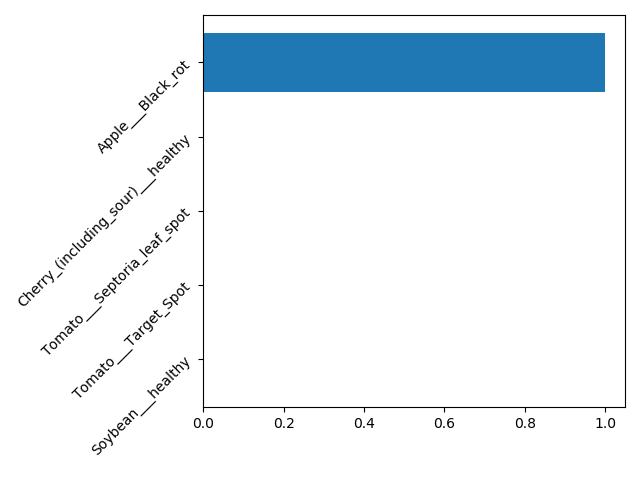 Apple___Black_rot
Cherry_(including_sour)___healthy
Tomato___Septoria_leaf_spot
Tomato___Target_Spot
Soybean___healthy
0.0 0.2 0.4 0.6 0.8 1.0